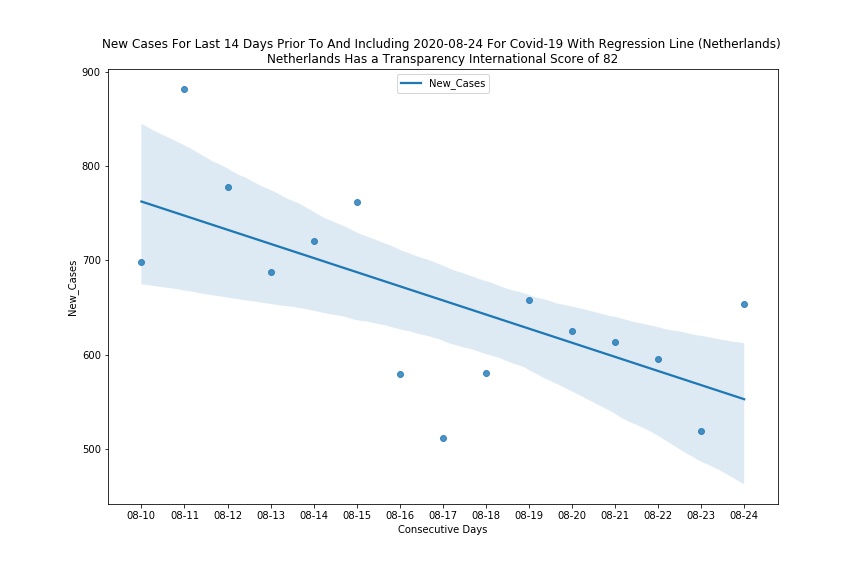 New Cases For Last 14 Days Prior To And Including 2020-08-24 For Covid-19 With Regression Line (Netherlands)
Netherlands Has a Transparency International Score of 82
New_Cases
900
800
700
600
500
New_Cases
08-10 08-11 08-12 08-13 08-14 08-15 08-16 08-17 08-18 08-19 08-20 08-21 08-22 08-23 08-24
Consecutive Days